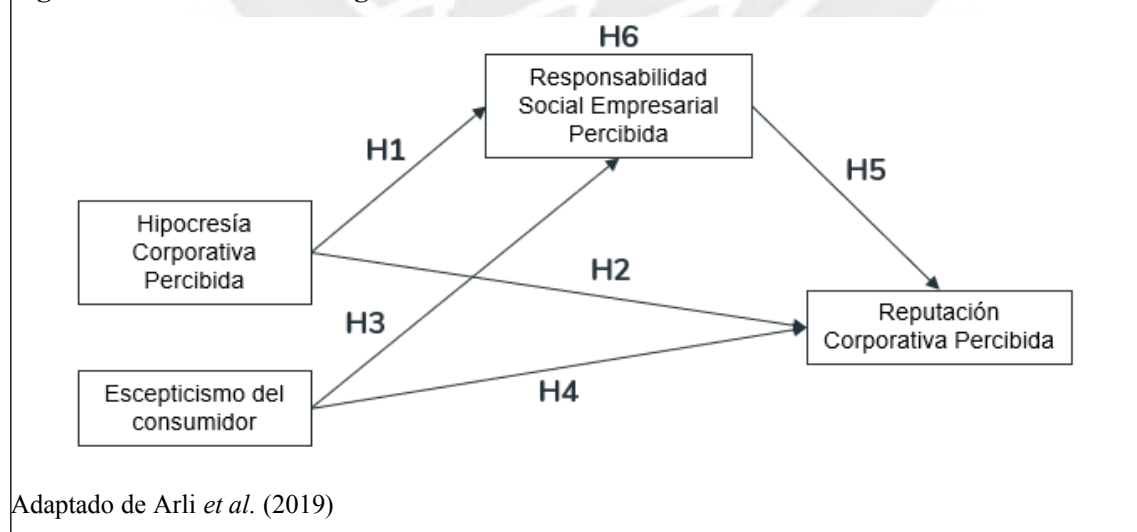 H6
Responsabilidad
Social Empresarial
Percibida
H1
H5
Hipocresía
Corporativa
Percibida
H2
Reputación
Corporativa Percibida
H3
Escepticismo del
consumidor
H4
Adaptado de Arli et al. (2019)